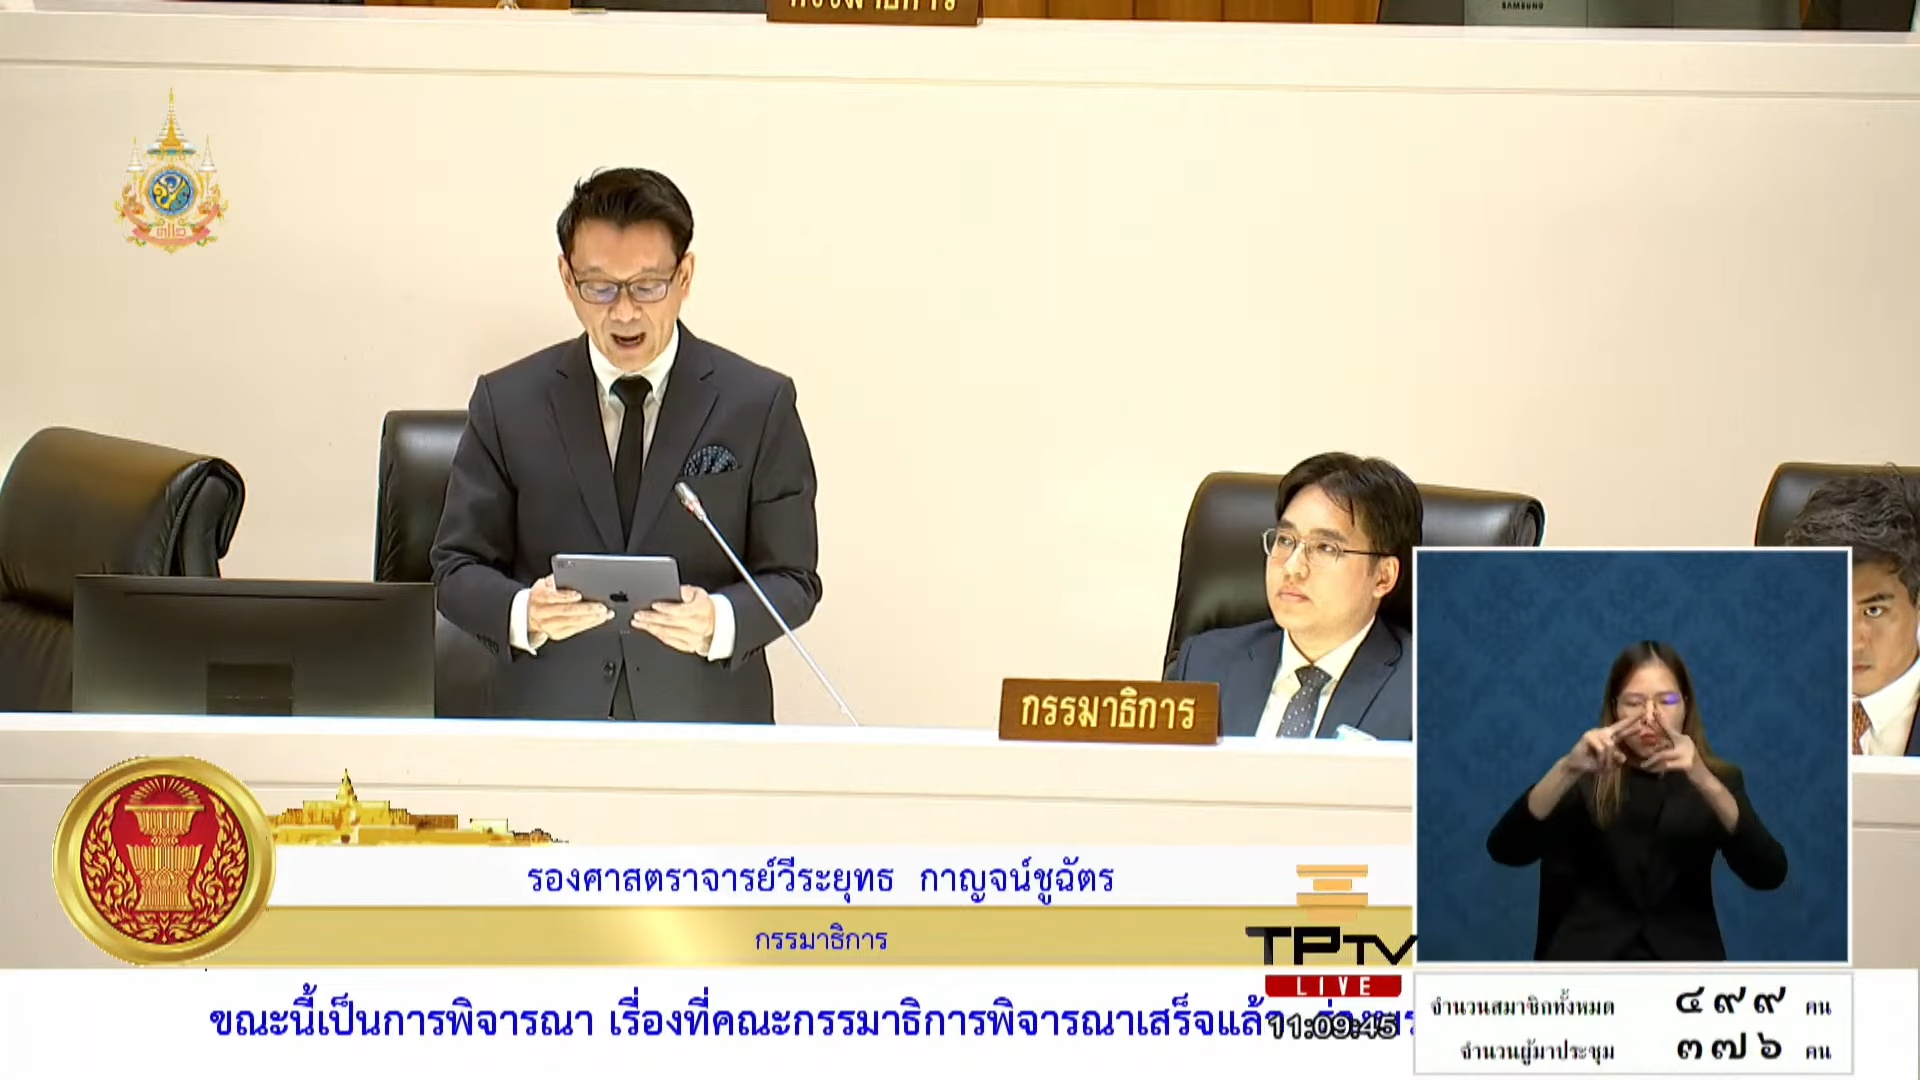 SAMSUNG
๗๒
กรรมาธิการ
รองศาสตราจารย์วีระยุทธ กาญจน์ชูฉัตร
กรรมาธิการ
TPTV
LIVE
11:09:45
ขณะนี้เป็นการพิจารณา เรื่องที่คณะกรรมาธิการพิจารณาเสร็จแล้ว
จำนวนสมาชิกทั้งหมด ๔๙๙ คน
จำนวนผู้มาประชุม ๓๗๖ คน